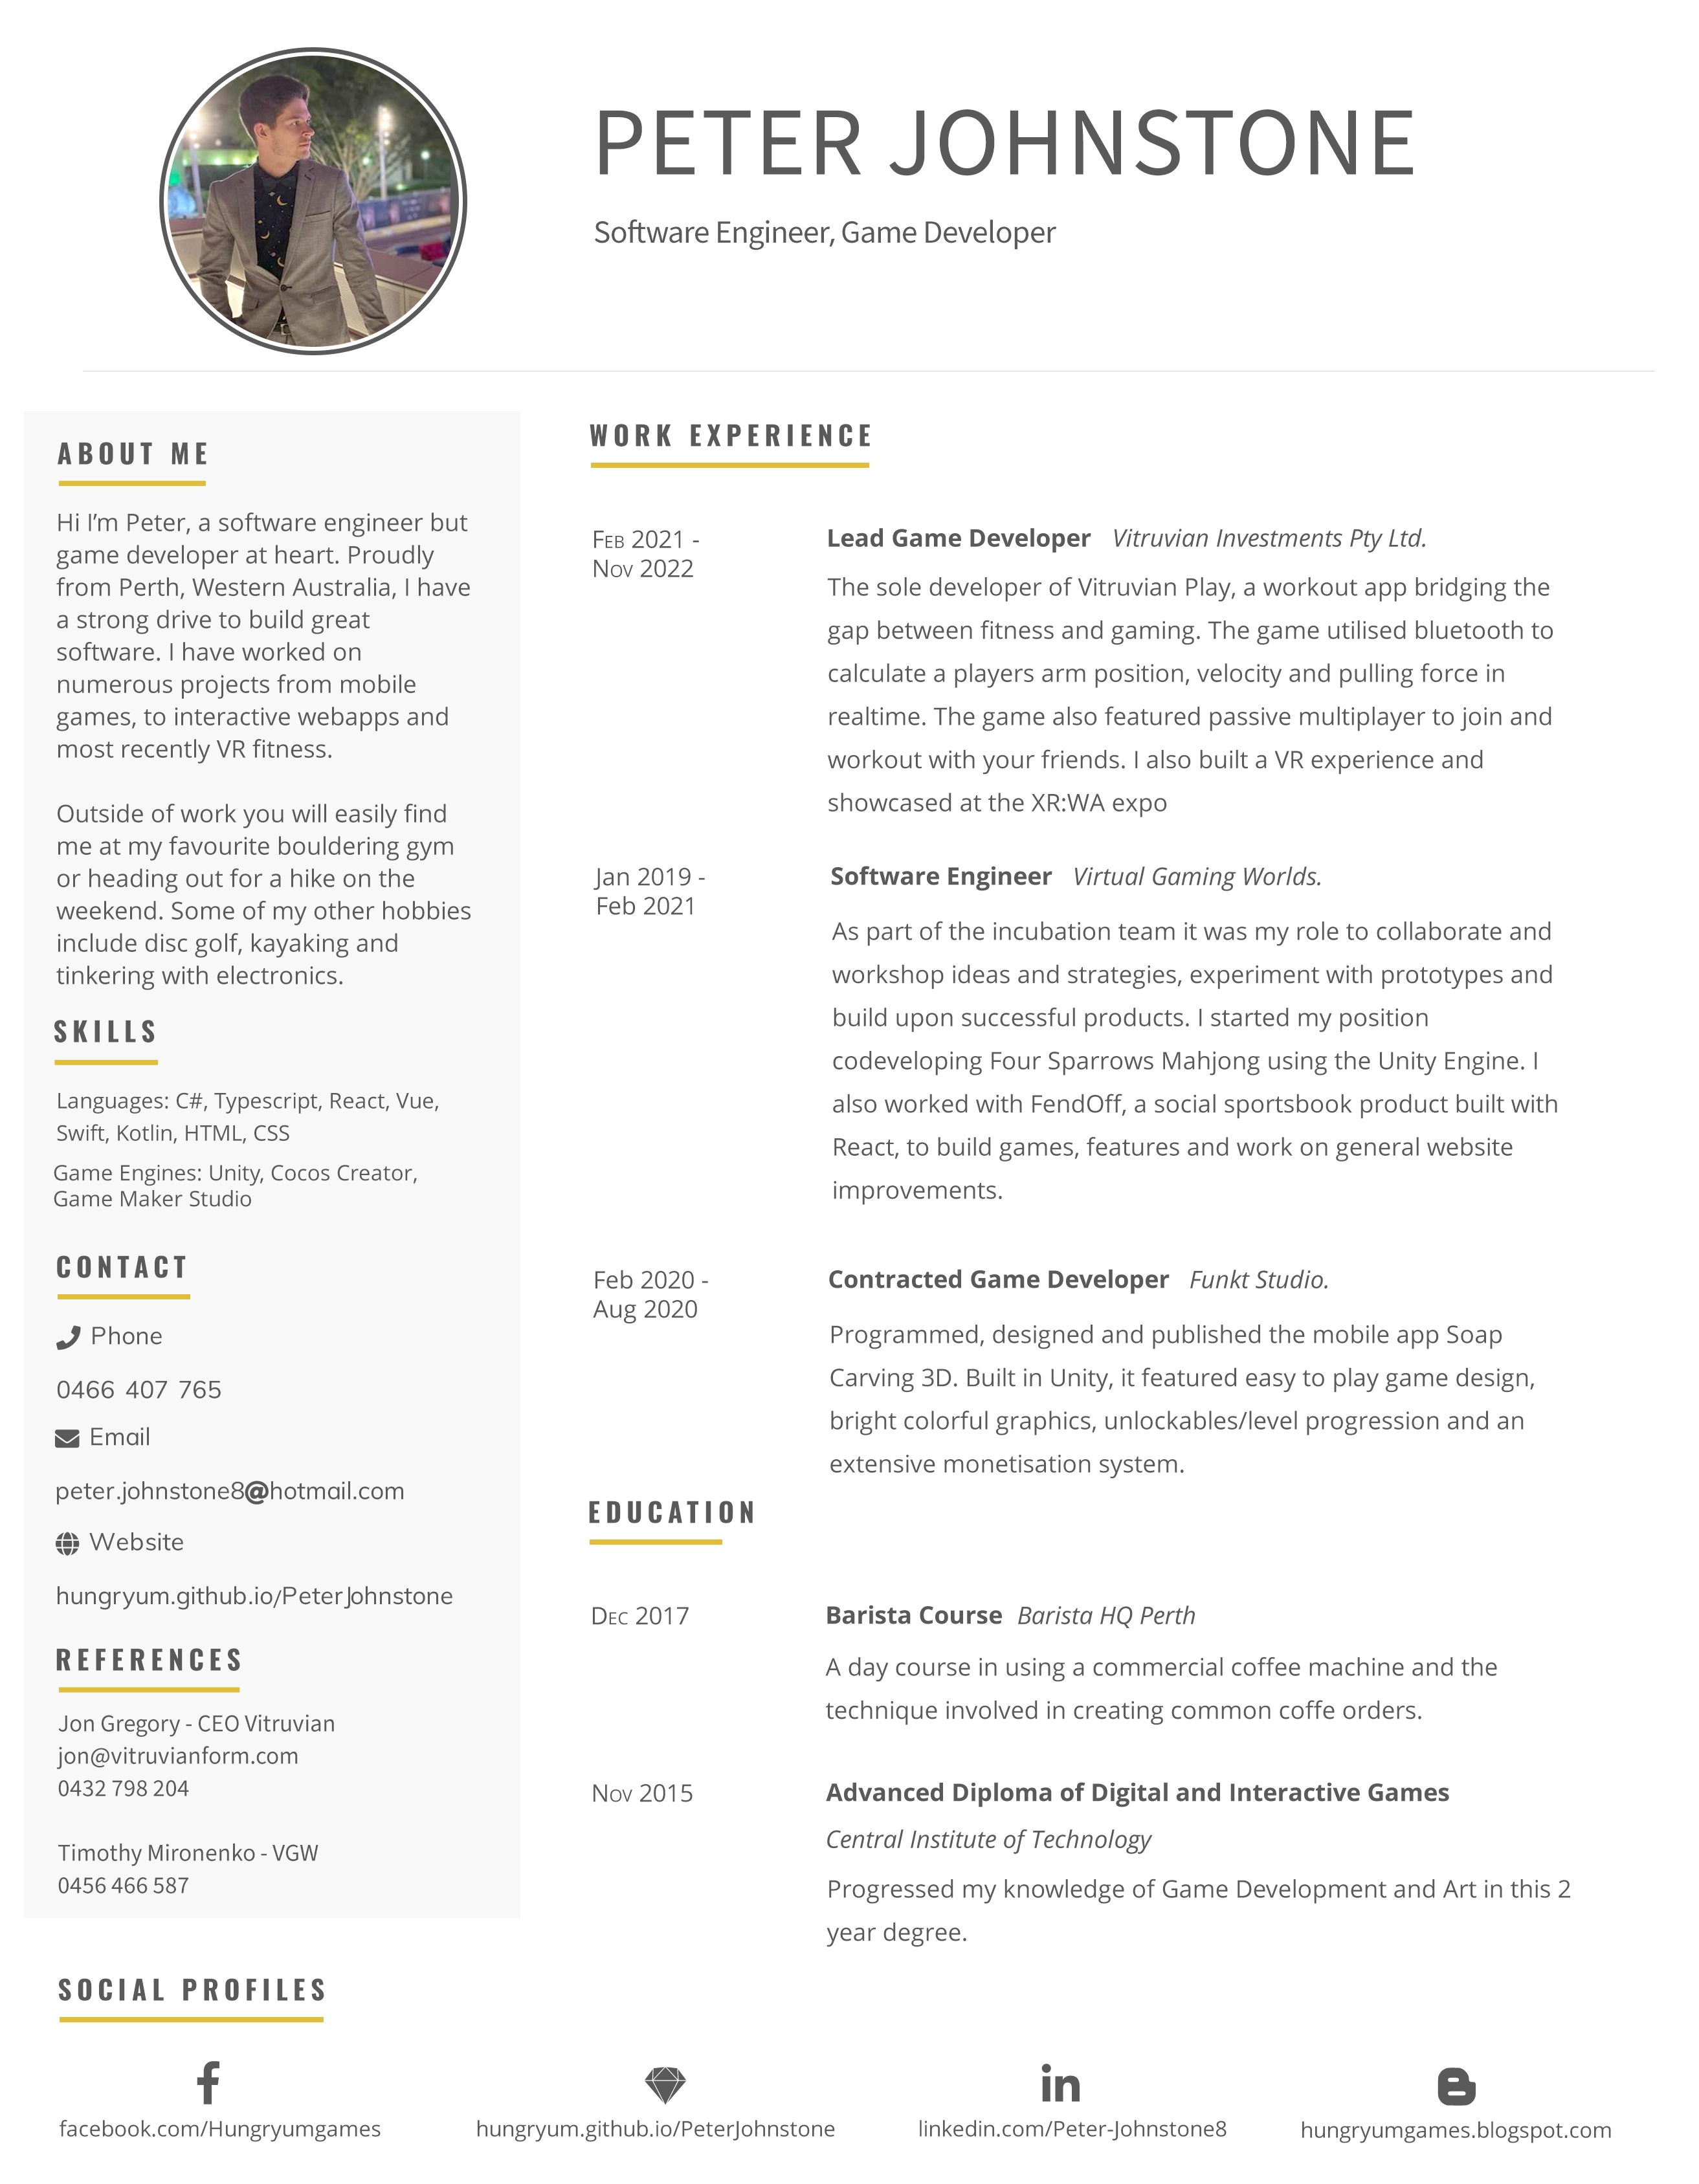 PETER JOHNSTONE
Software Engineer, Game Developer
ABOUT ME
Hi I’m Peter, a software engineer but
game developer at heart. Proudly
from Perth, Western Australia, I have
a strong drive to build great
software. I have worked on
numerous projects from mobile
games, to interactive webapps and
most recently VR fitness.
Outside of work you will easily find
me at my favourite bouldering gym
or heading out for a hike on the
weekend. Some of my other hobbies
include disc golf, kayaking and
tinkering with electronics.
SKILLS
Languages: C#, Typescript, React, Vue,
Swift, Kotlin, HTML, CSS
Game Engines: Unity, Cocos Creator,
Game Maker Studio
CONTACT
Phone
0466 407 765
Email
peter.johnstone8@hotmail.com
Website
hungryum.github.io/PeterJohnstone
REFERENCES
Jon Gregory - CEO Vitruvian
jon@vitruvianform.com
0432 798 204
Timothy Mironenko - VGW
0456 466 587
WORK EXPERIENCE
Feb 2021 -
Nov 2022
Lead Game Developer Vitruvian Investments Pty Ltd.
The sole developer of Vitruvian Play, a workout app bridging the
gap between fitness and gaming. The game utilised bluetooth to
calculate a players arm position, velocity and pulling force in
realtime. The game also featured passive multiplayer to join and
workout with your friends. I also built a VR experience and
showcased at the XR:WA expo
Jan 2019 -
Feb 2021
Software Engineer Virtual Gaming Worlds.
As part of the incubation team it was my role to collaborate and
workshop ideas and strategies, experiment with prototypes and
build upon successful products. I started my position
codeveloping Four Sparrows Mahjong using the Unity Engine. I
also worked with FendOff, a social sportsbook product built with
React, to build games, features and work on general website
improvements.
Feb 2020 -
Aug 2020
Contracted Game Developer Funkt Studio.
Programmed, designed and published the mobile app Soap
Carving 3D. Built in Unity, it featured easy to play game design,
bright colorful graphics, unlockables/level progression and an
extensive monetisation system.
EDUCATION
Dec 2017
Barista Course Barista HQ Perth
A day course in using a commercial coffee machine and the
technique involved in creating common coffe orders.
Nov 2015
Advanced Diploma of Digital and Interactive Games
Central Institute of Technology
Progressed my knowledge of Game Development and Art in this 2
year degree.
SOCIAL PROFILES
facebook.com/Hungryumgames
hungryum.github.io/PeterJohnstone
linkedin.com/Peter-Johnstone8
hungryumgames.blogspot.com